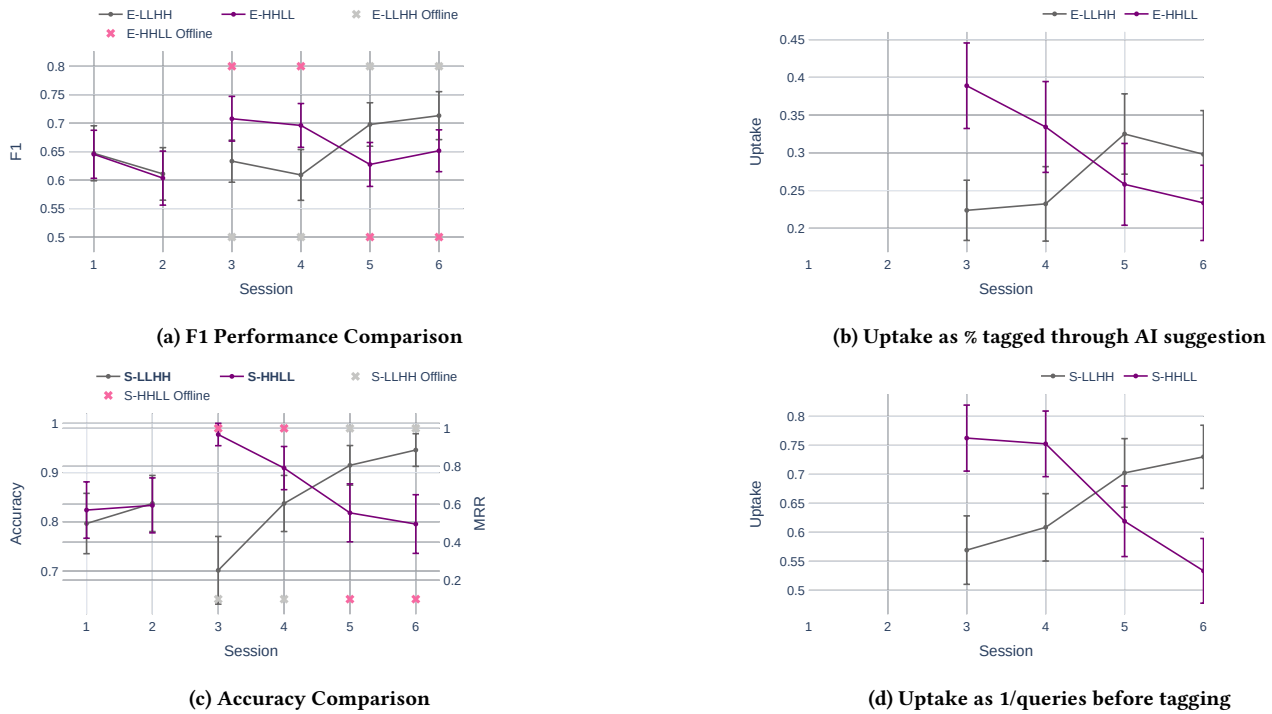 E-LLHH E-HHLL E-LLHH Offline
E-HHLL Offline
0.8
0.75
0.7
0.65
0.6
0.55
0.5
F1
1 2 3 4 5 6
Session
(a) F1 Performance Comparison
E-LLHH E-HHLL
0.45
0.4
0.35
0.3
0.25
0.2
Uptake
1 2 3 4 5 6
Session
(b) Uptake as % tagged through AI suggestion
S-LLHH S-HHLL S-LLHH Offline
S-HHLL Offline
1
0.9
0.8
0.7
Accuracy
1
0.8
0.6
0.4
0.2
MRR
1 2 3 4 5 6
Session
(c) Accuracy Comparison
S-LLHH S-HHLL
0.8
0.75
0.7
0.65
0.6
0.55
0.5
Uptake
1 2 3 4 5 6
Session
(d) Uptake as 1/queries before tagging